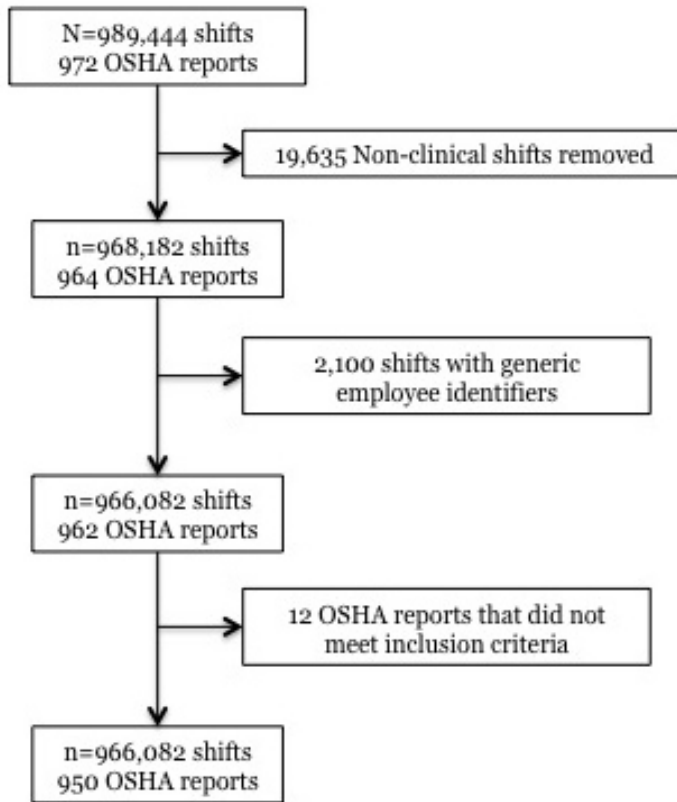 N=989,444 shifts
972 OSHA reports
19,635 Non-clinical shifts removed
n=968,182 shifts
964 OSHA reports
2,100 shifts with generic
employee identifiers
n=966,082 shifts
962 OSHA reports
12 OSHA reports that did not
meet inclusion criteria
n=966,082 shifts
950 OSHA reports